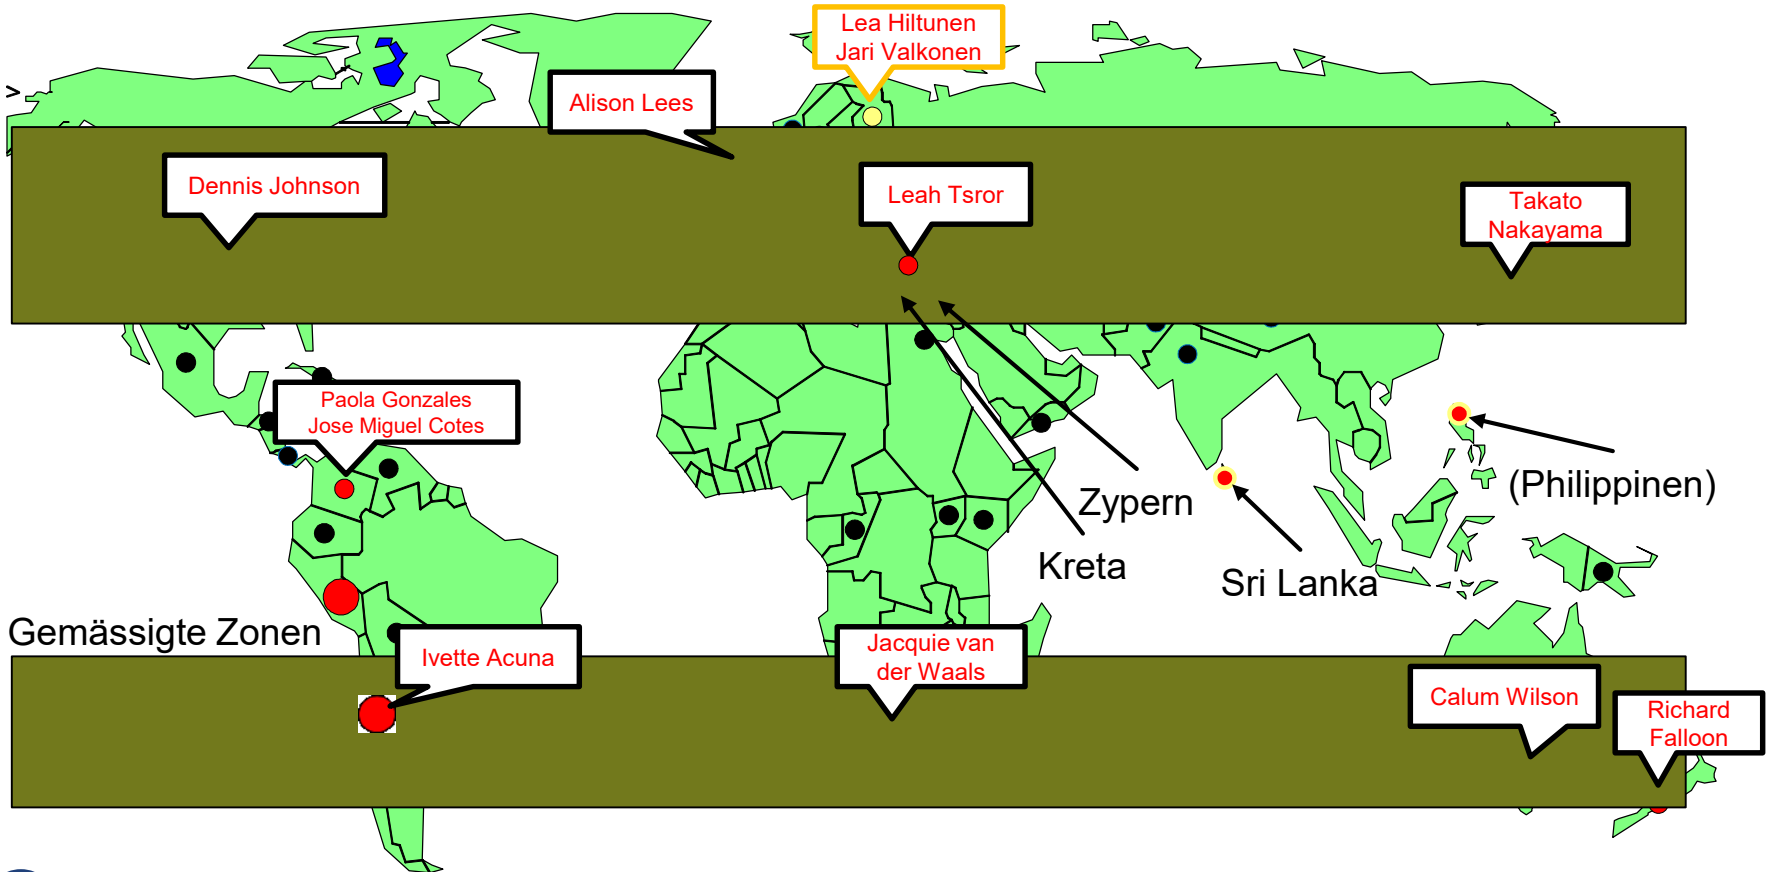 Lea Hiltunen
Jari Valkonen
>
Alison Lees
Dennis Johnson
Leah Tsror
Takato
Nakayama
Paola Gonzales
Jose Miguel Cotes
Zypern
(Philippinen)
Kreta
Sri Lanka
Gemässigte Zonen
Ivette Acuna
Jacquie van
der Waals
Calum Wilson
Richard
Falloon